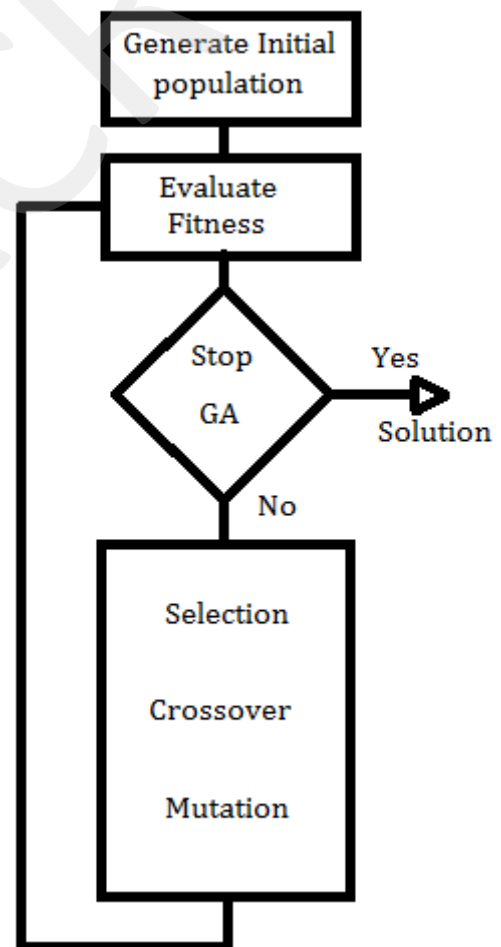 Generate Initial
population
Evaluate
Fitness
Stop
GA
Yes
Solution
No
Selection
Crossover
Mutation